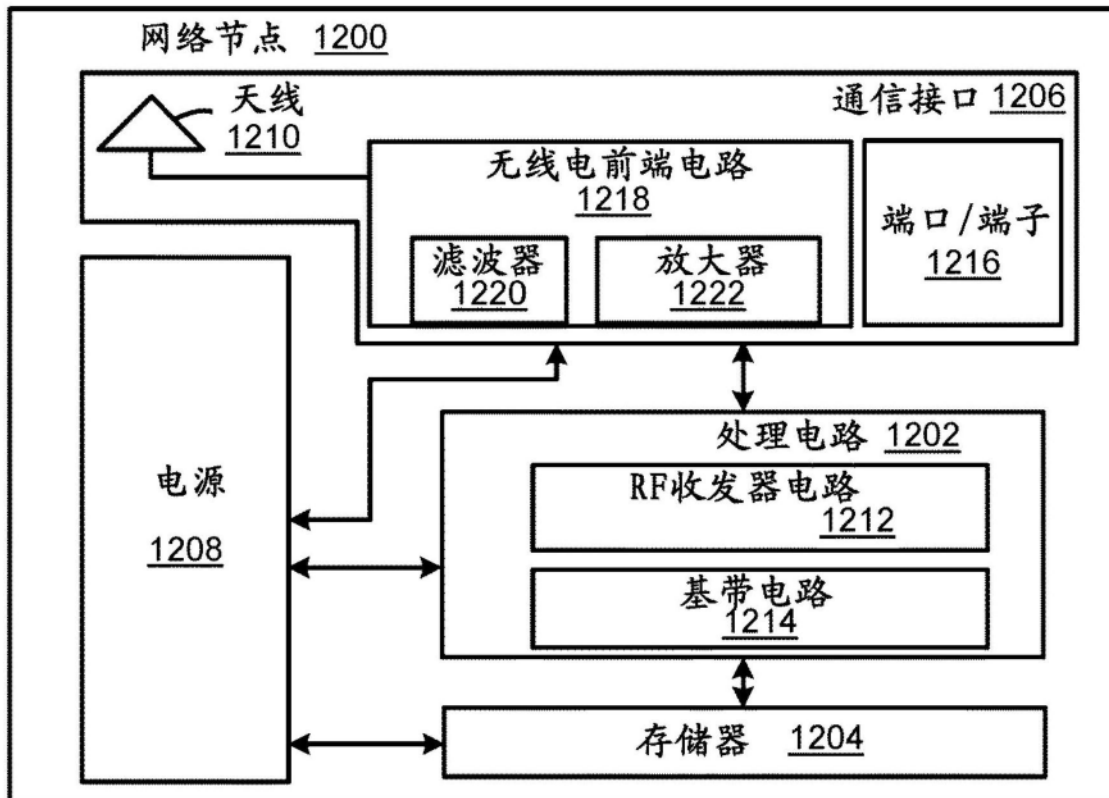 网络节点 1200
天线
1210
通信接口 1206
无线电前端电路
1218
滤波器
1220
放大器
1222
端口/端子
1216
电源
1208
处理电路 1202
RF收发器电路
1212
基带电路
1214
存储器 1204